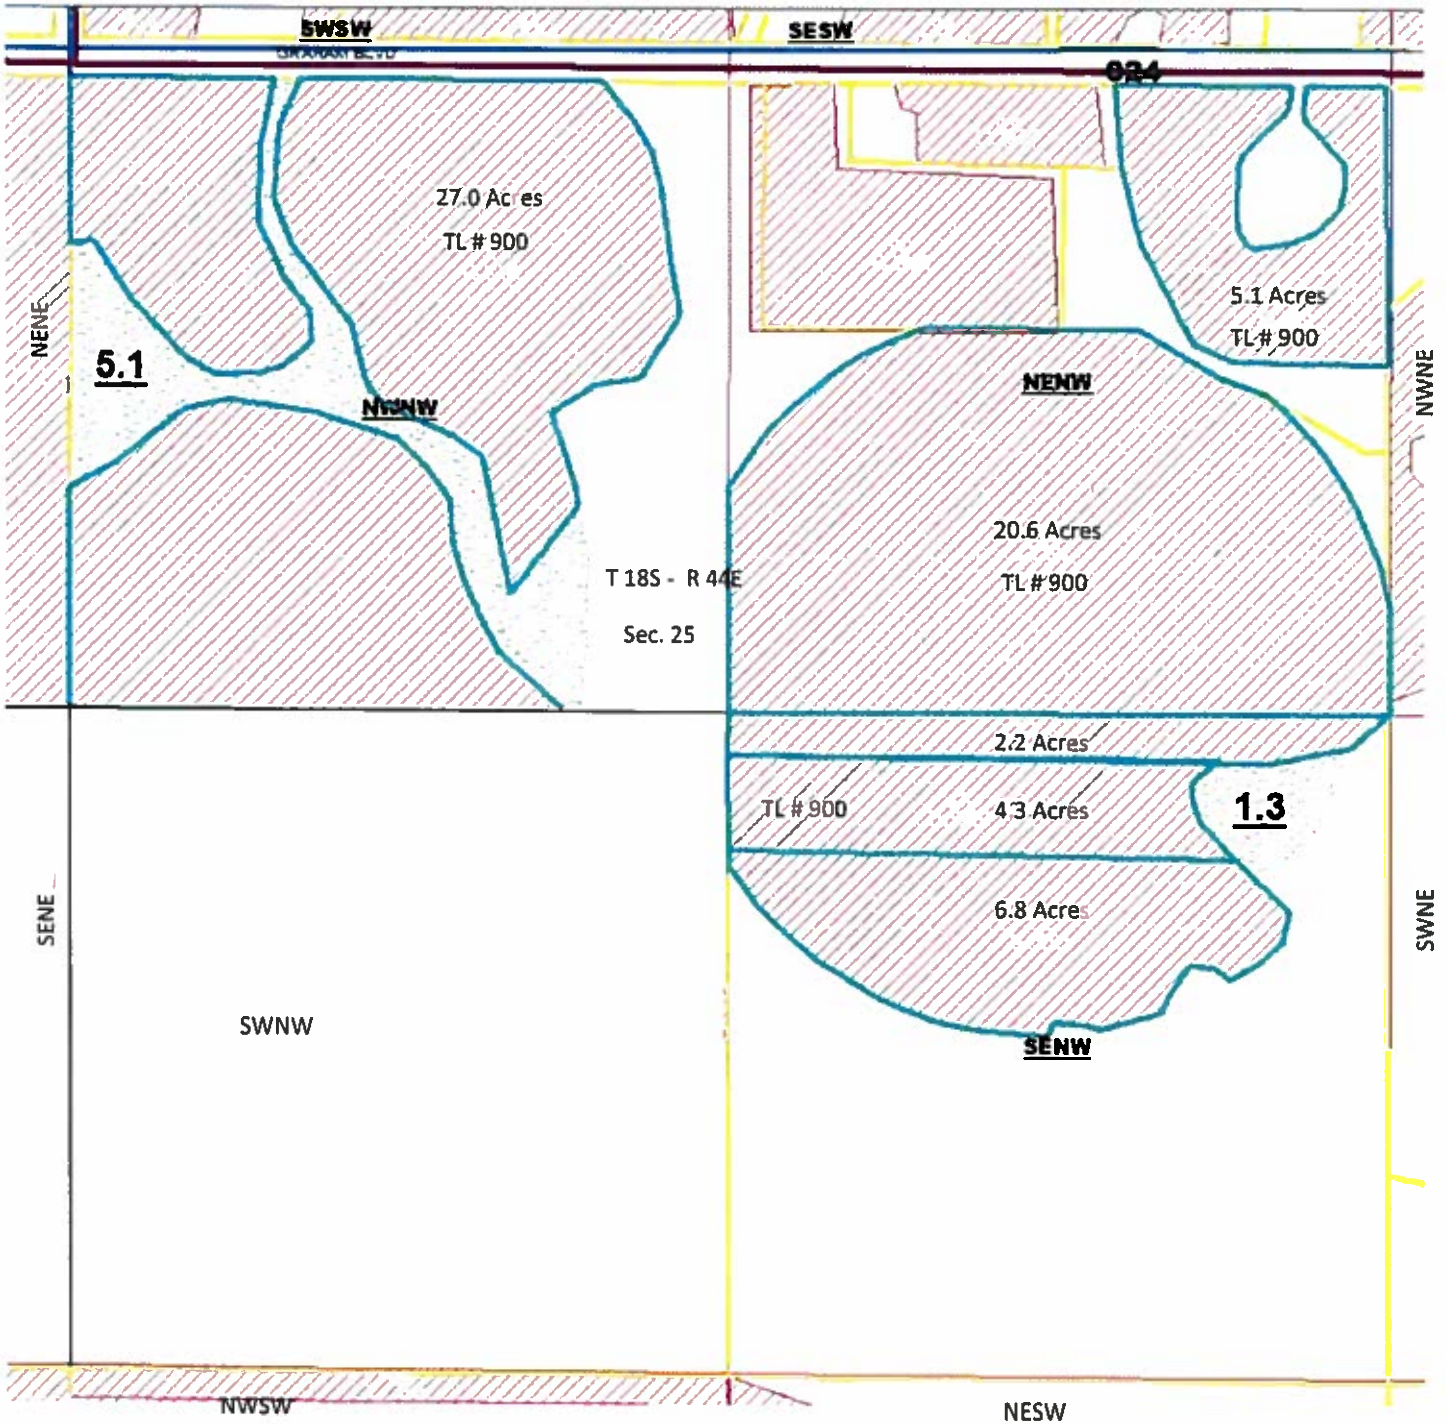 SWSW
SESW
GRAHAM BLVD
024
27.0 Acres
TL # 900
5.1 Acres
TL # 900
NENE
5.1
NWNW
NENW
NWNE
20.6 Acres
TL # 900
T 18S - R 44E
Sec. 25
2.2 Acres
TL # 900
4.3 Acres
1.3
6.8 Acres
SENE
SWNE
SWNW
SENW
NWSW
NESW